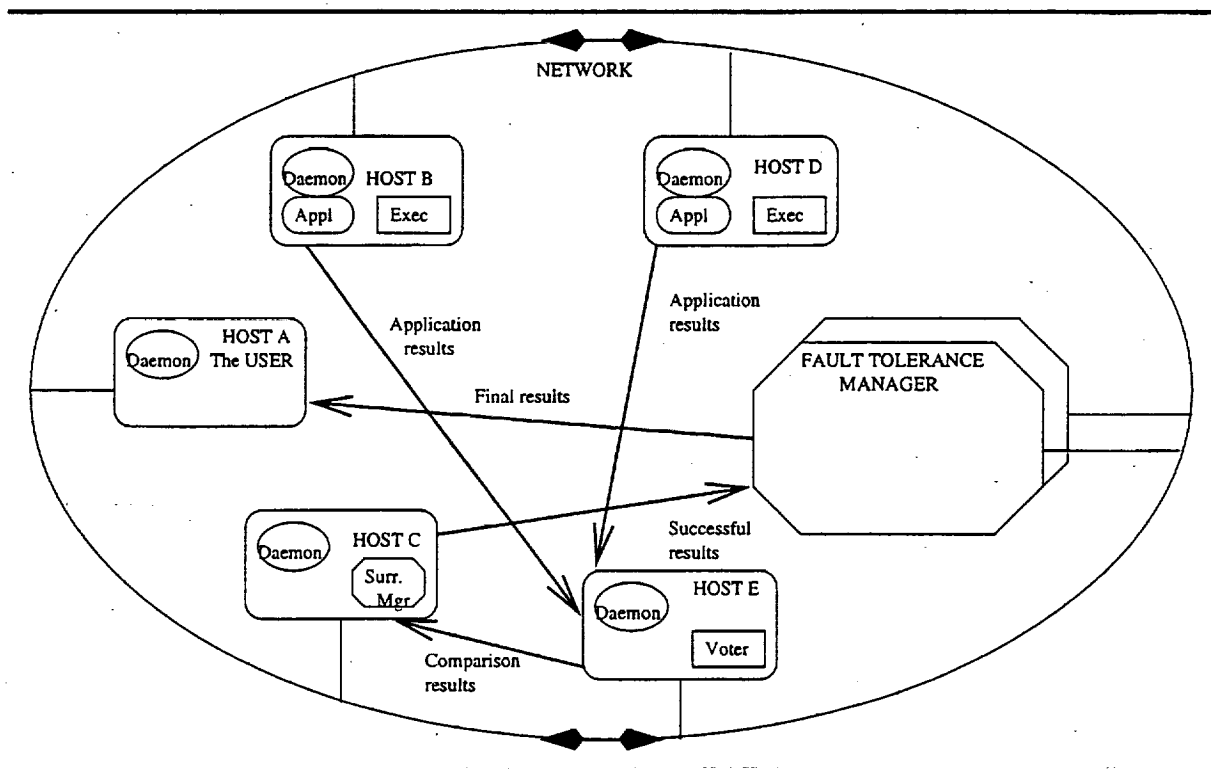 NETWORK
Daemon
HOST B
Appl
Exec
Daemon
HOST D
Appl
Exec
Application
results
Application
results
HOST A
The USER
Daemon
Final results
FAULT TOLERANCE
MANAGER
HOST C
Daemon
Surr.
Mgr
Successful
results
HOST E
Daemon
Voter
Comparison
results